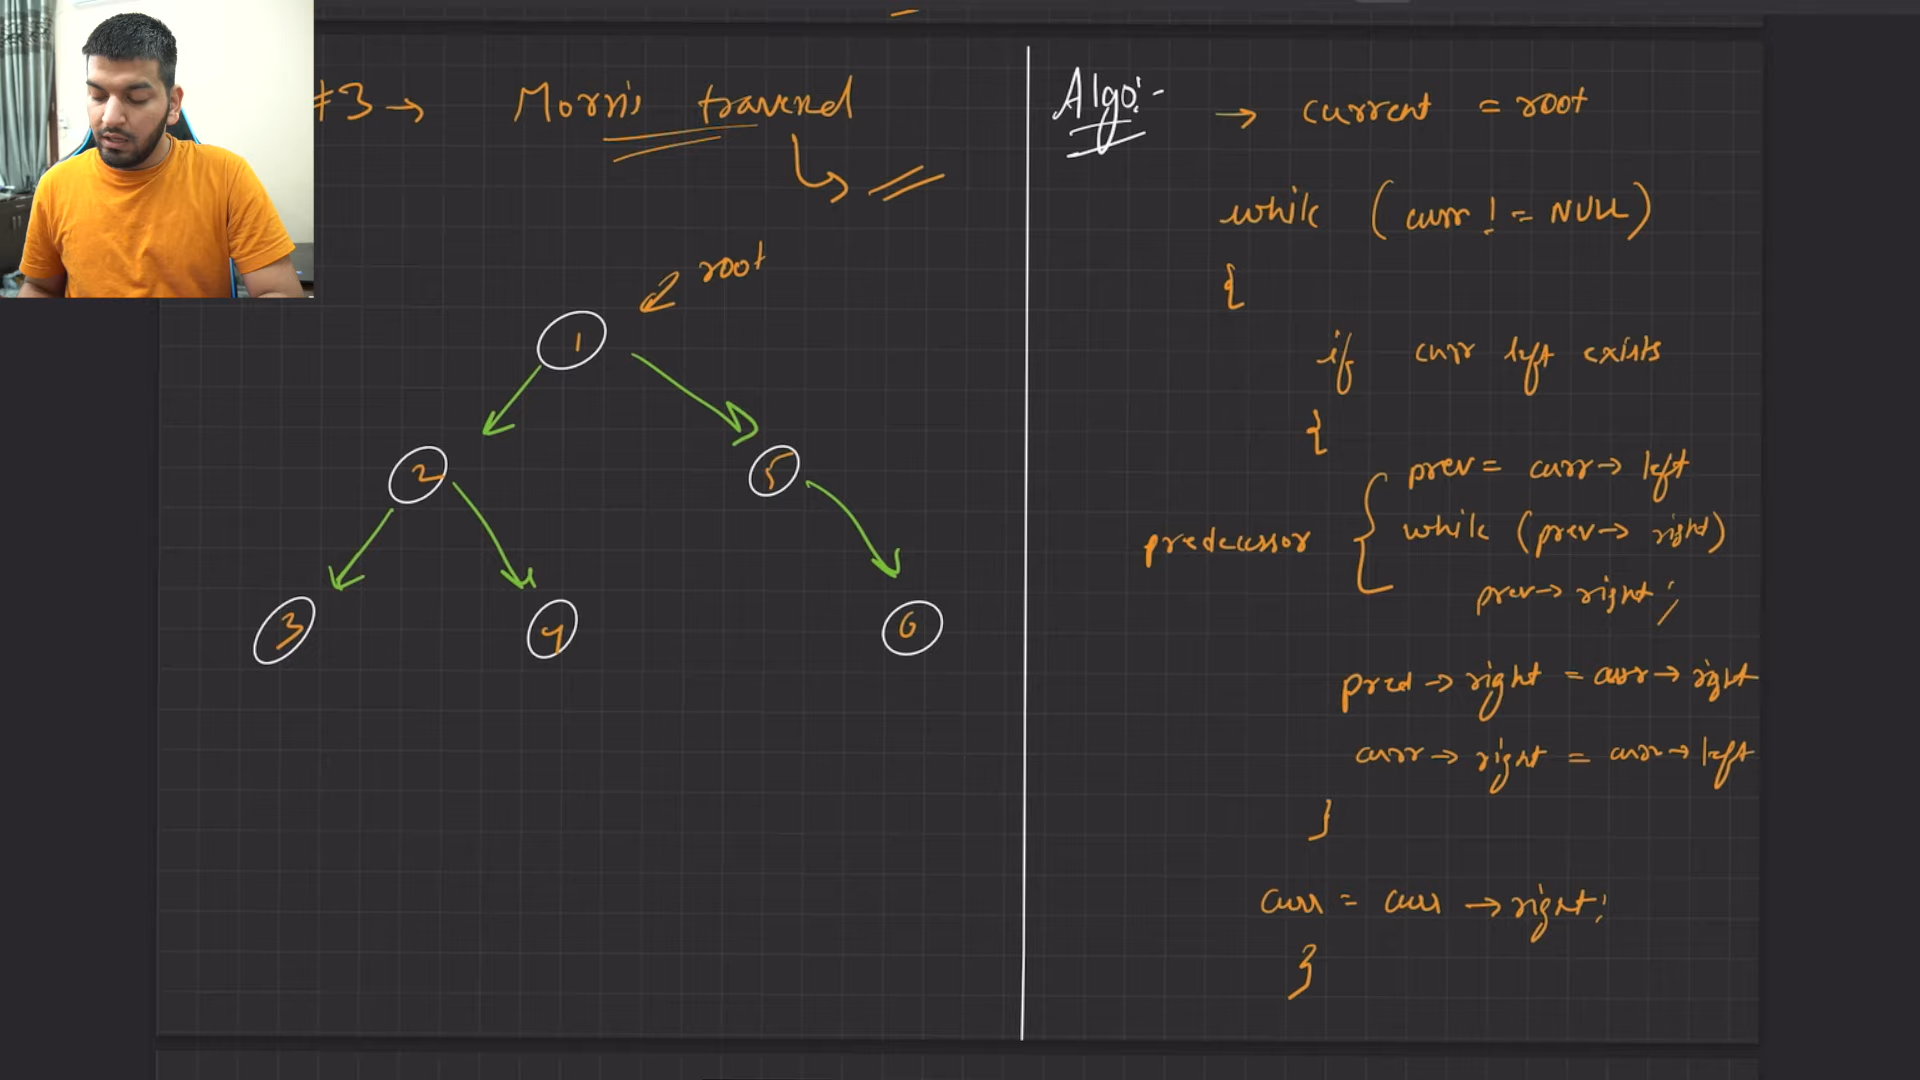 #3 → Morris traversal
root
1
2
5
3
4
6
Algo:-
→ current = root
while (curr != NULL)
{
if curr left exists
{
prev = curr → left
while (prev → right)
predecessor
prev → right;
pred → right = curr → right
curr → right = curr → left
}
curr = curr → right;
}